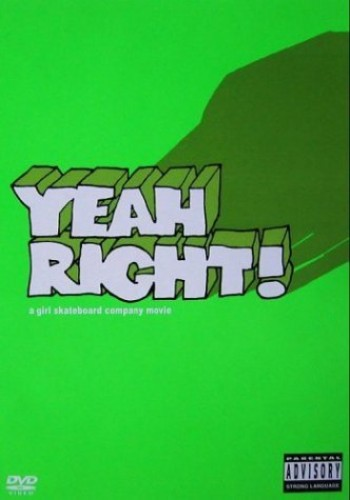 YEAH
RIGHT!
a girl skateboard company movie
DVD
VIDEO
PARENTAL
ADVISORY
STRONG LANGUAGE